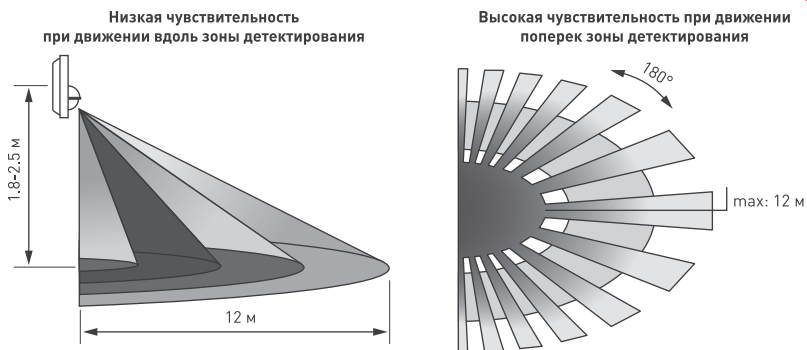 Низкая чувствительность
при движении вдоль зоны детектирования
1.8-2.5 м
12 м
Высокая чувствительность при движении
поперек зоны детектирования
180°
max: 12 м